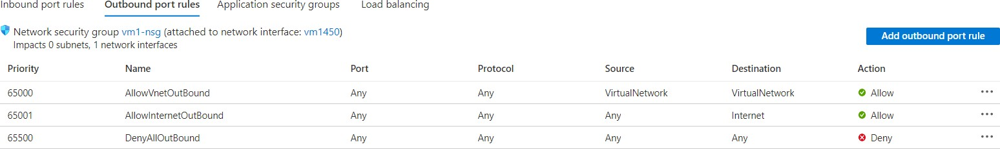 Inbound port rules Outbound port rules Application security groups Load balancing
Network security group vm1-nsg (attached to network interface: vm1450)
Impacts 0 subnets, 1 network interfaces
Add outbound port rule
Priority Name Port Protocol Source Destination Action
65000 AllowVnetOutBound Any Any VirtualNetwork VirtualNetwork Allow
65001 AllowInternetOutBound Any Any Any Internet Allow
65500 DenyAllOutBound Any Any Any Any Deny